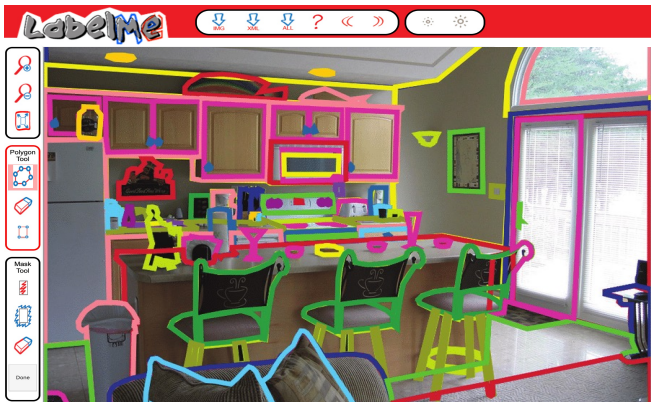 LabelMe
IMG
XML
ALL
?
Polygon
Tool
Mask
Tool
Done